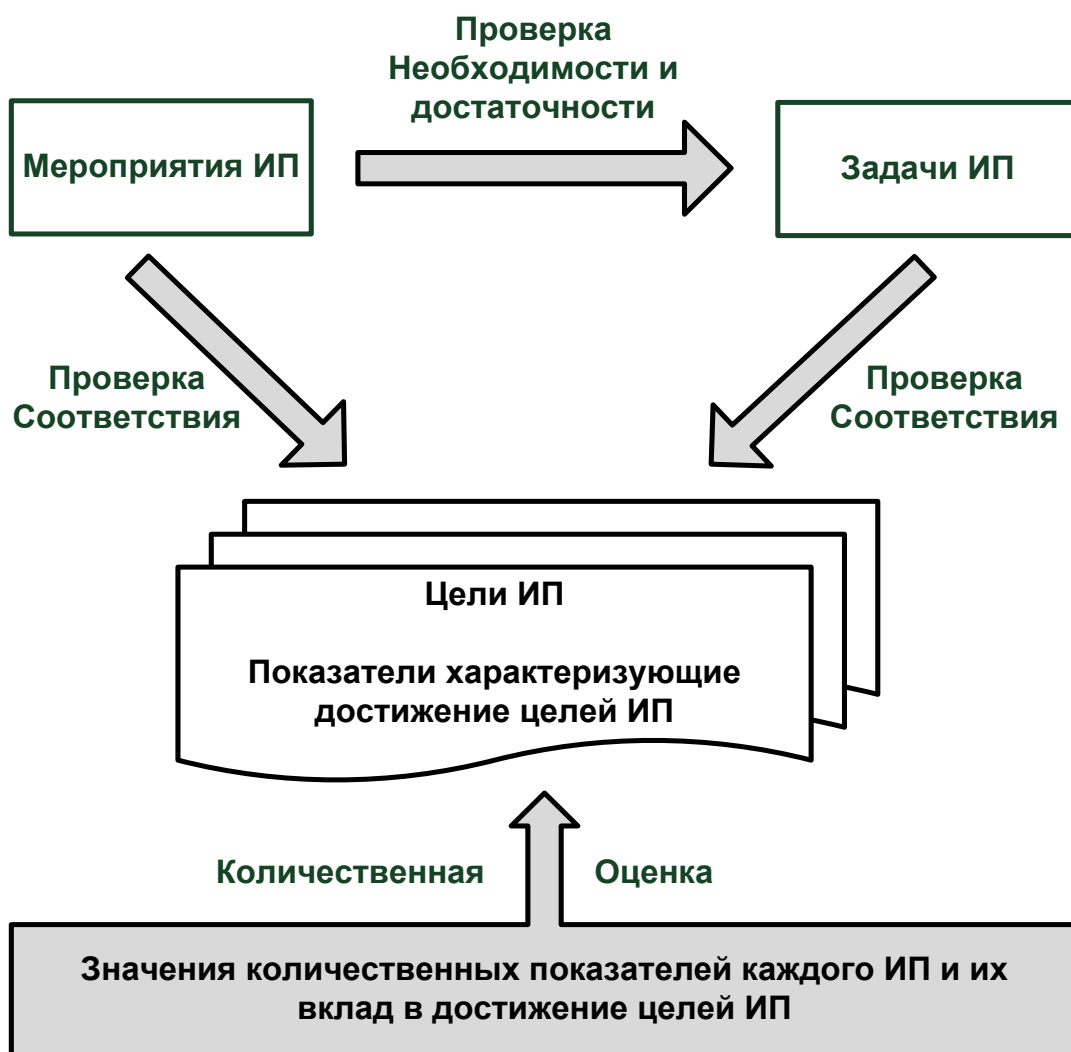 Проверка
Необходимости и
достаточности
Мероприятия ИП
Задачи ИП
Проверка
Соответствия
Проверка
Соответствия
Цели ИП
Показатели характеризующие
достижение целей ИП
Количественная Оценка
Значения количественных показателей каждого ИП и их
вклад в достижение целей ИП